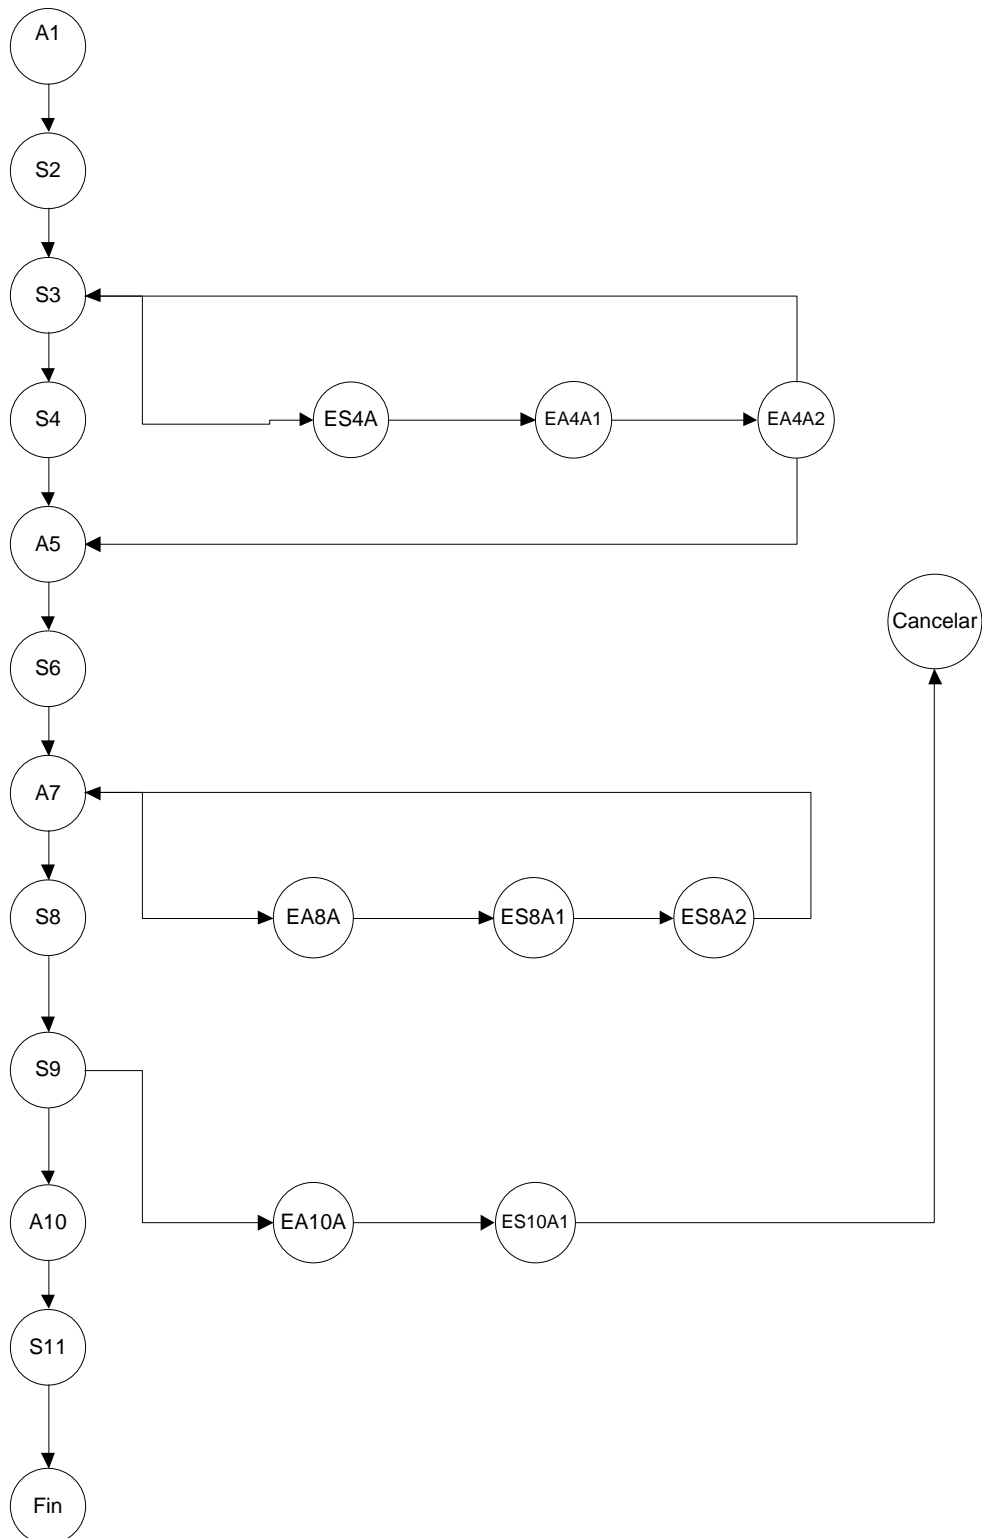 A1
S2
S3
S4
ES4A
EA4A1
EA4A2
A5
Cancelar
S6
A7
S8
EA8A
ES8A1
ES8A2
S9
A10
EA10A
ES10A1
S11
Fin